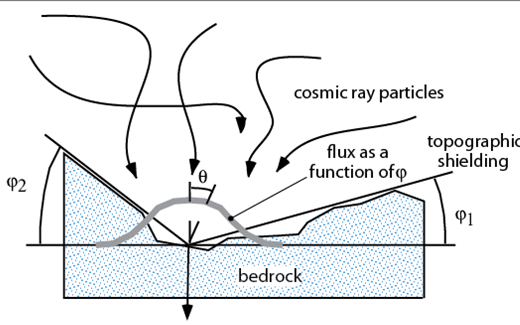 cosmic ray particles
topographic
shielding
flux as a
function of φ
θ
φ2
φ1
bedrock